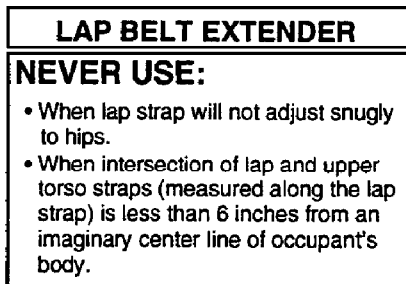 LAP BELT EXTENDER
NEVER USE:
• When lap strap will not adjust snugly
to hips.
• When intersection of lap and upper
torso straps (measured along the lap
strap) is less than 6 inches from an
imaginary center line of occupant's
body.